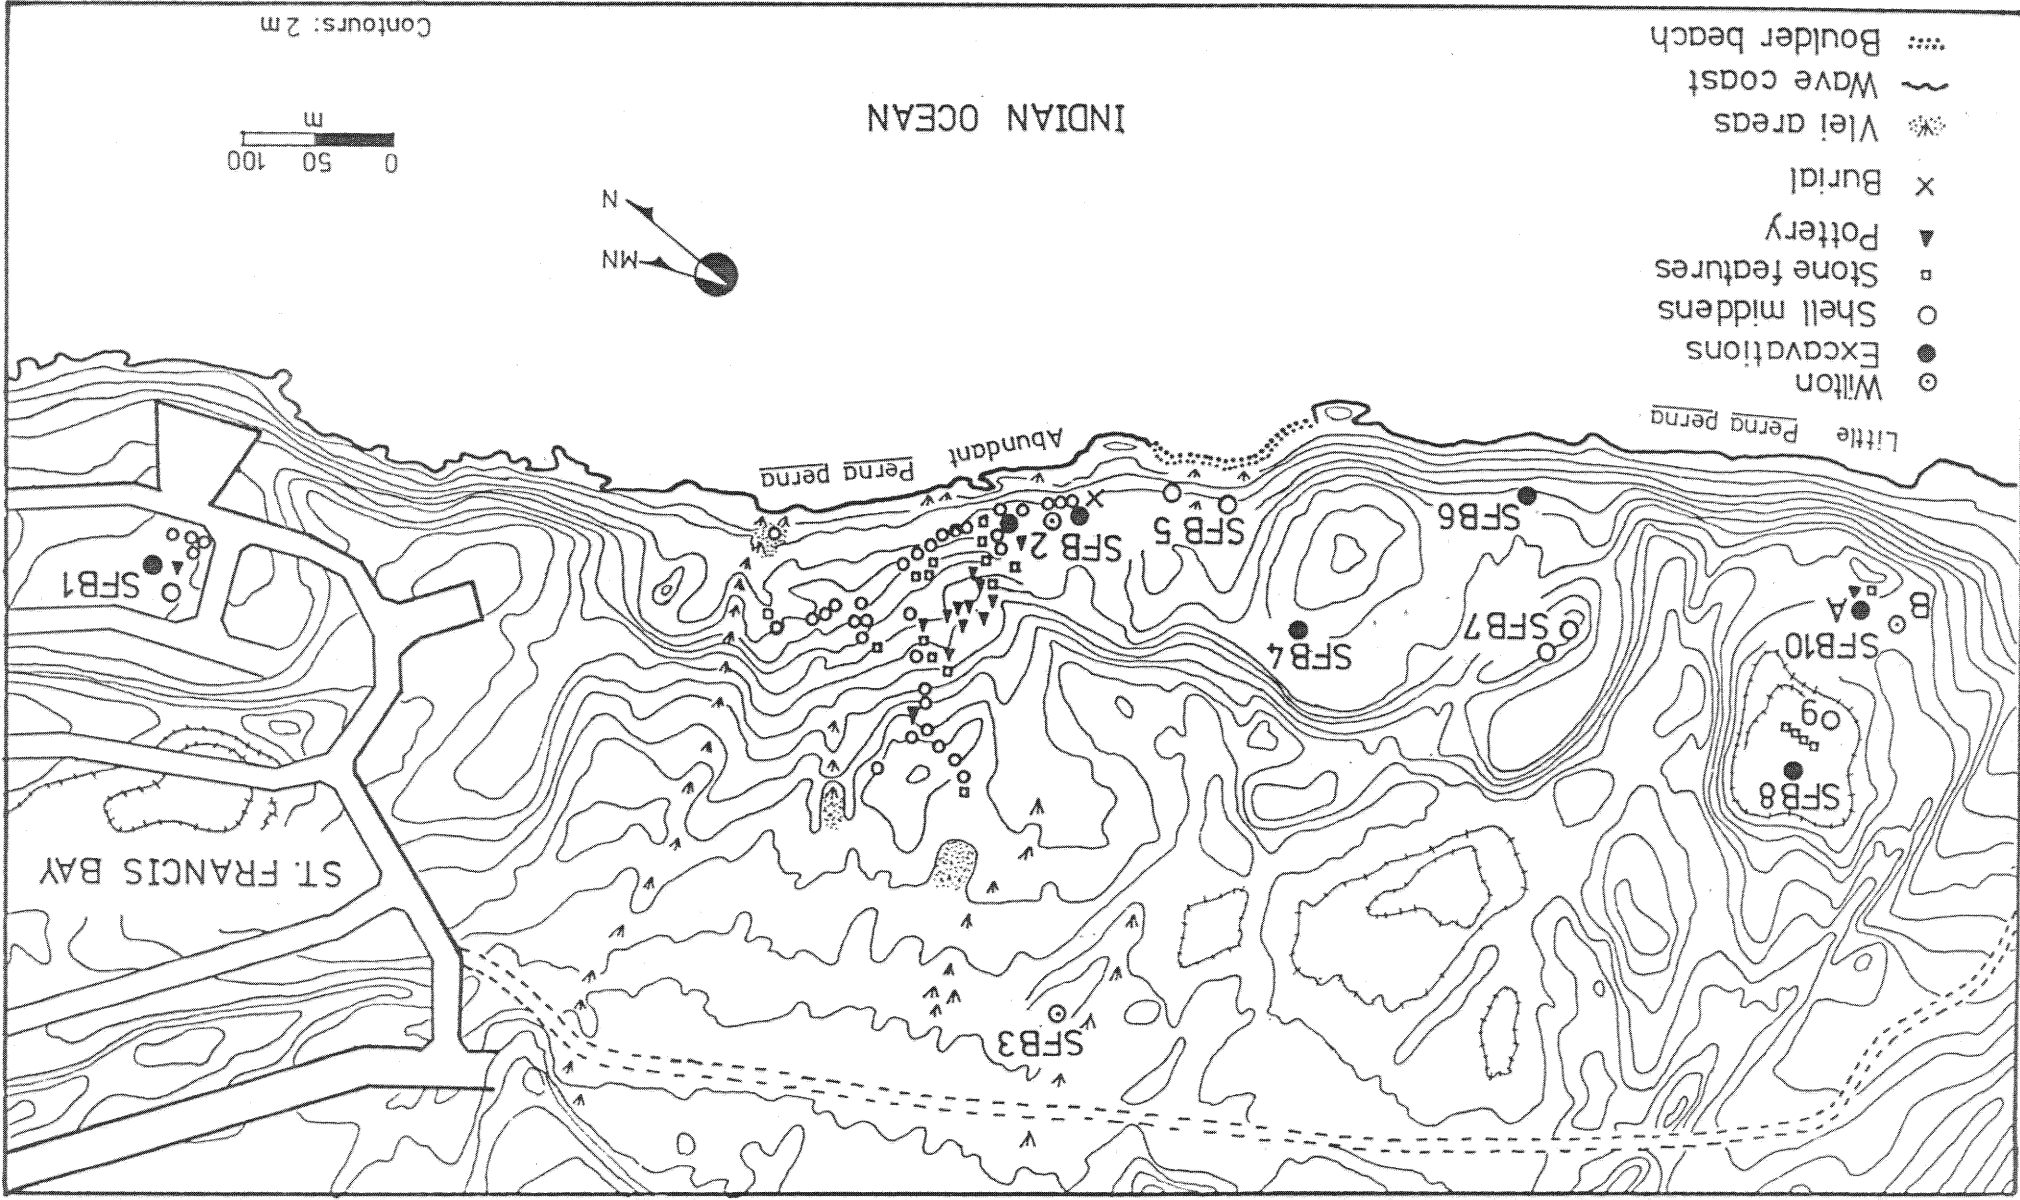 SFB3
ST. FRANCIS BAY
SFB8
9
SFB10
A
B
SFB7
SFB4
SFB1
SFB 2
SFB 5
SFB6
Abundant Perna perna
Little Perna perna
MN
N
INDIAN OCEAN
0 50 100
m
Contours: 2 m
Wilton
Excavations
Shell middens
Stone features
Pottery
Burial
Vlei areas
Wave coast
Boulder beach